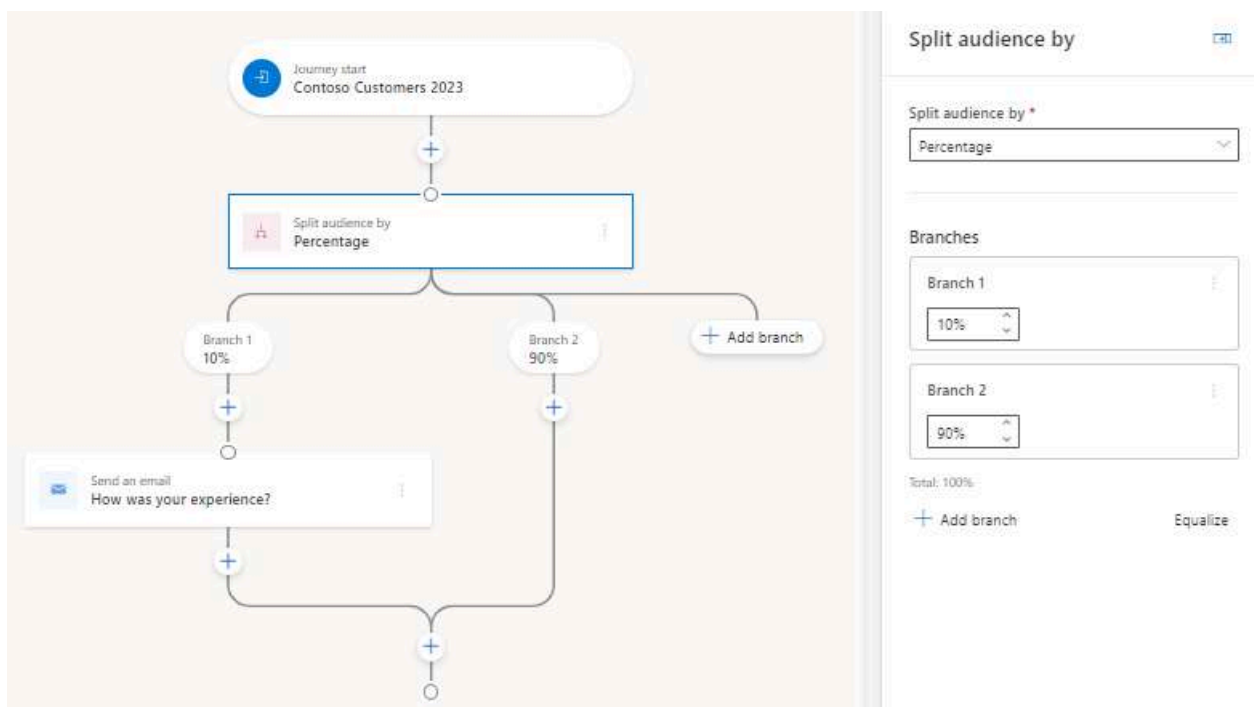 Journey start
Contoso Customers 2023
Split audience by
Percentage
Branch 1
10%
Branch 2
90%
Add branch
Send an email
How was your experience?
Split audience by
Split audience by *
Percentage
Branches
Branch 1
10%
Branch 2
90%
Total: 100%
Add branch
Equalize